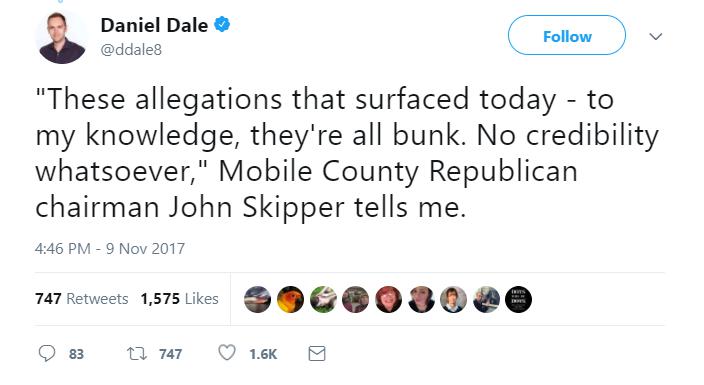 Daniel Dale
@ddale8
Follow
"These allegations that surfaced today - to
my knowledge, they're all bunk. No credibility
whatsoever," Mobile County Republican
chairman John Skipper tells me.
4:46 PM - 9 Nov 2017
747 Retweets 1,575 Likes
83 747 1.6K